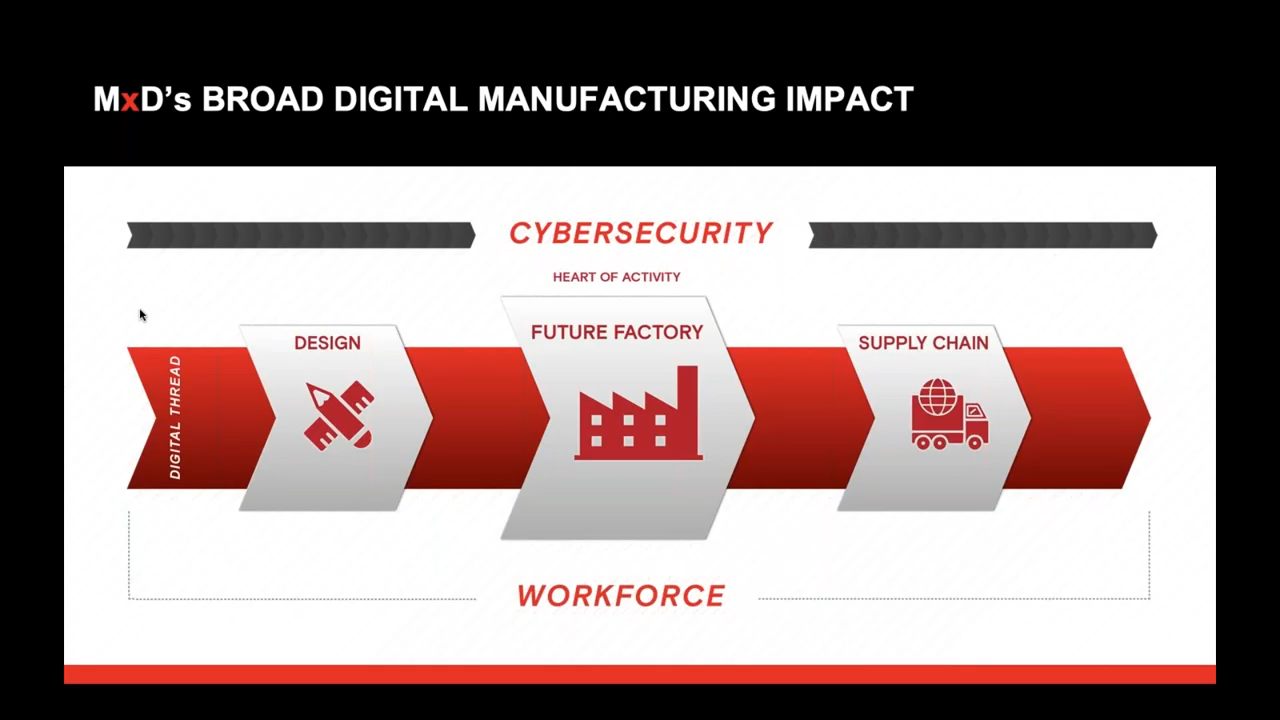 MxD’s BROAD DIGITAL MANUFACTURING IMPACT
CYBERSECURITY
HEART OF ACTIVITY
DIGITAL THREAD
DESIGN
FUTURE FACTORY
SUPPLY CHAIN
WORKFORCE